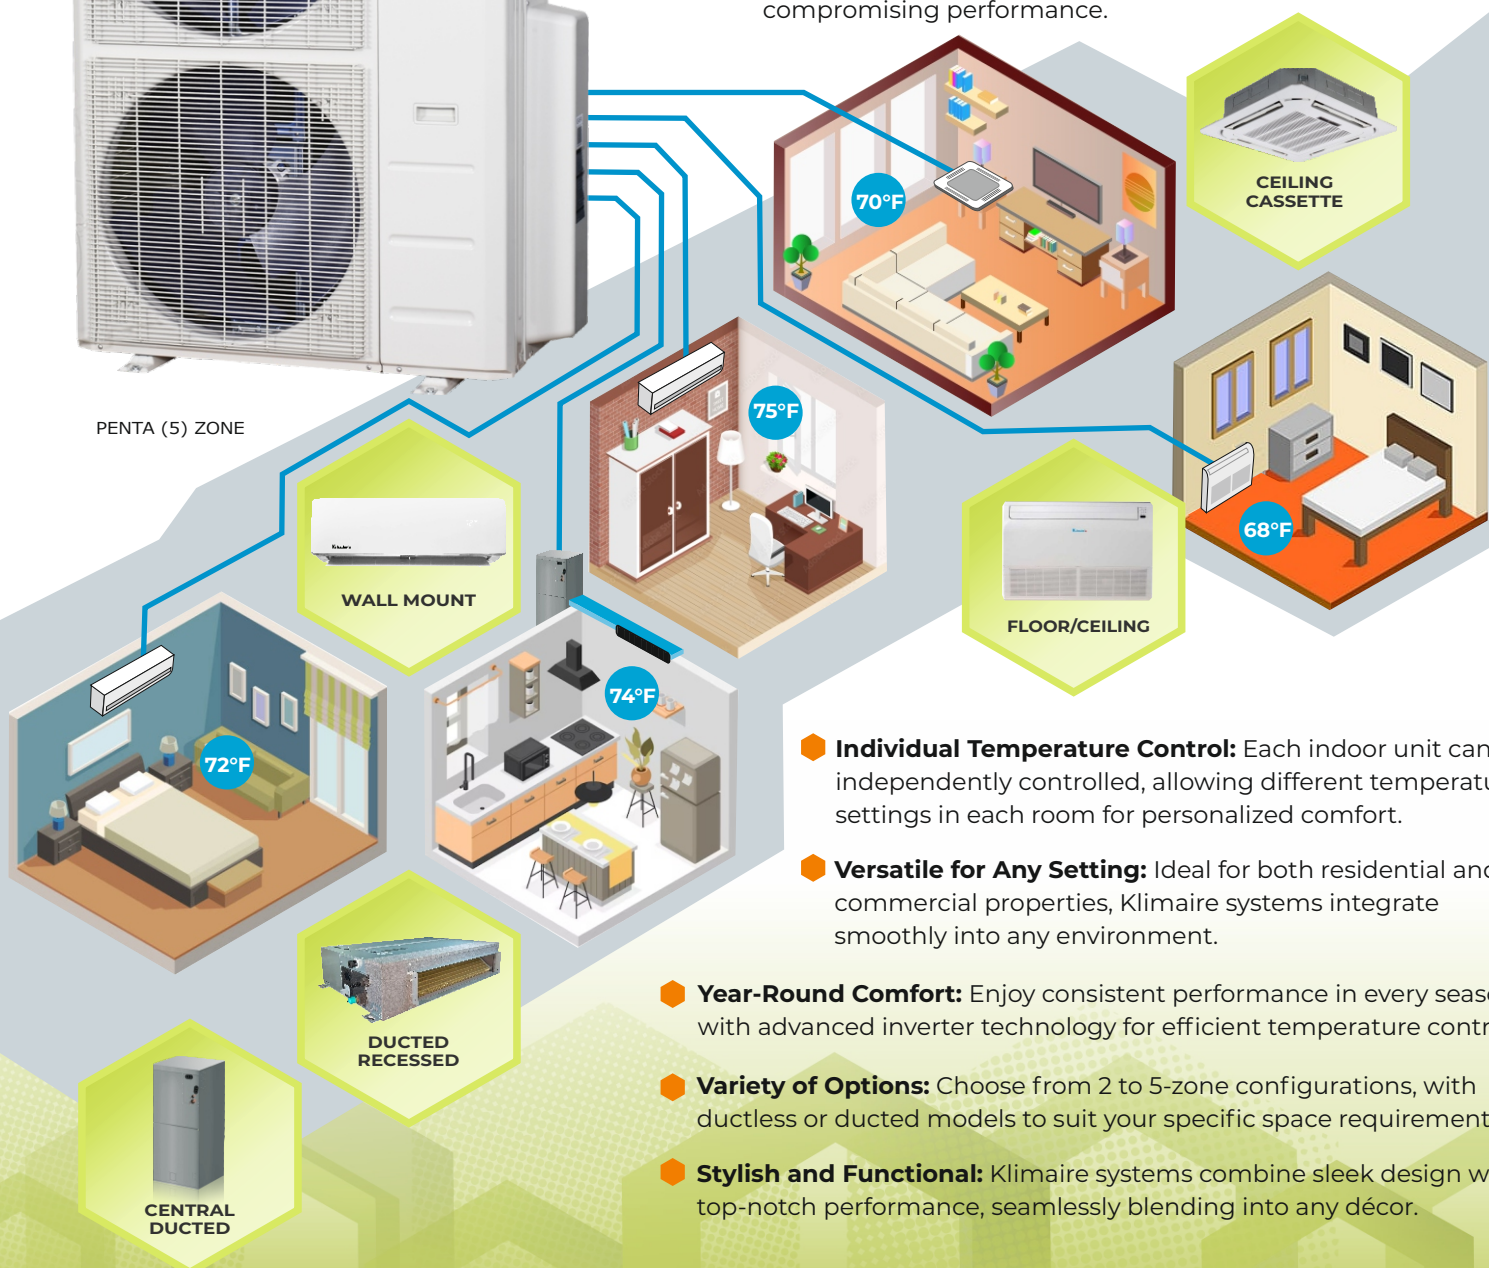 compromising performance.
CEILING
CASSETTE
70°F
PENTA (5) ZONE
75°F
68°F
WALL MOUNT
FLOOR/CEILING
74°F
72°F
Individual Temperature Control: Each indoor unit can
independently controlled, allowing different temperatu
settings in each room for personalized comfort.
Versatile for Any Setting: Ideal for both residential and
commercial properties, Klimaire systems integrate
smoothly into any environment.
Year-Round Comfort: Enjoy consistent performance in every seas
with advanced inverter technology for efficient temperature contr
DUCTED
RECESSED
Variety of Options: Choose from 2 to 5-zone configurations, with
ductless or ducted models to suit your specific space requirement
Stylish and Functional: Klimaire systems combine sleek design w
top-notch performance, seamlessly blending into any décor.
CENTRAL
DUCTED